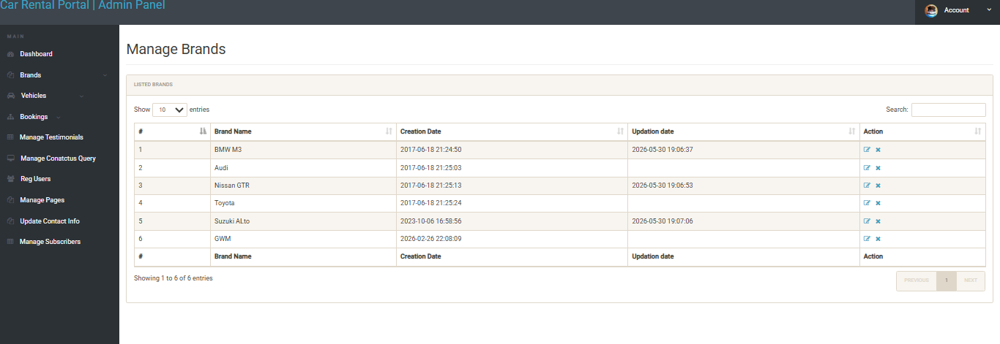 Car Rental Portal | Admin Panel
Account
MAIN
Dashboard
Brands
Vehicles
Bookings
Manage Testimonials
Manage Conatctus Query
Reg Users
Manage Pages
Update Contact Info
Manage Subscribers
Manage Brands
LISTED BRANDS
Show 10 entries
Search:
# Brand Name Creation Date Updation date Action
1 BMW M3 2017-06-18 21:24:50 2026-05-30 19:06:37
2 Audi 2017-06-18 21:25:03
3 Nissan GTR 2017-06-18 21:25:13 2026-05-30 19:06:53
4 Toyota 2017-06-18 21:25:24
5 Suzuki ALto 2023-10-06 16:58:56 2026-05-30 19:07:06
6 GWM 2026-02-26 22:08:09
# Brand Name Creation Date Updation date Action
Showing 1 to 6 of 6 entries
PREVIOUS 1 NEXT